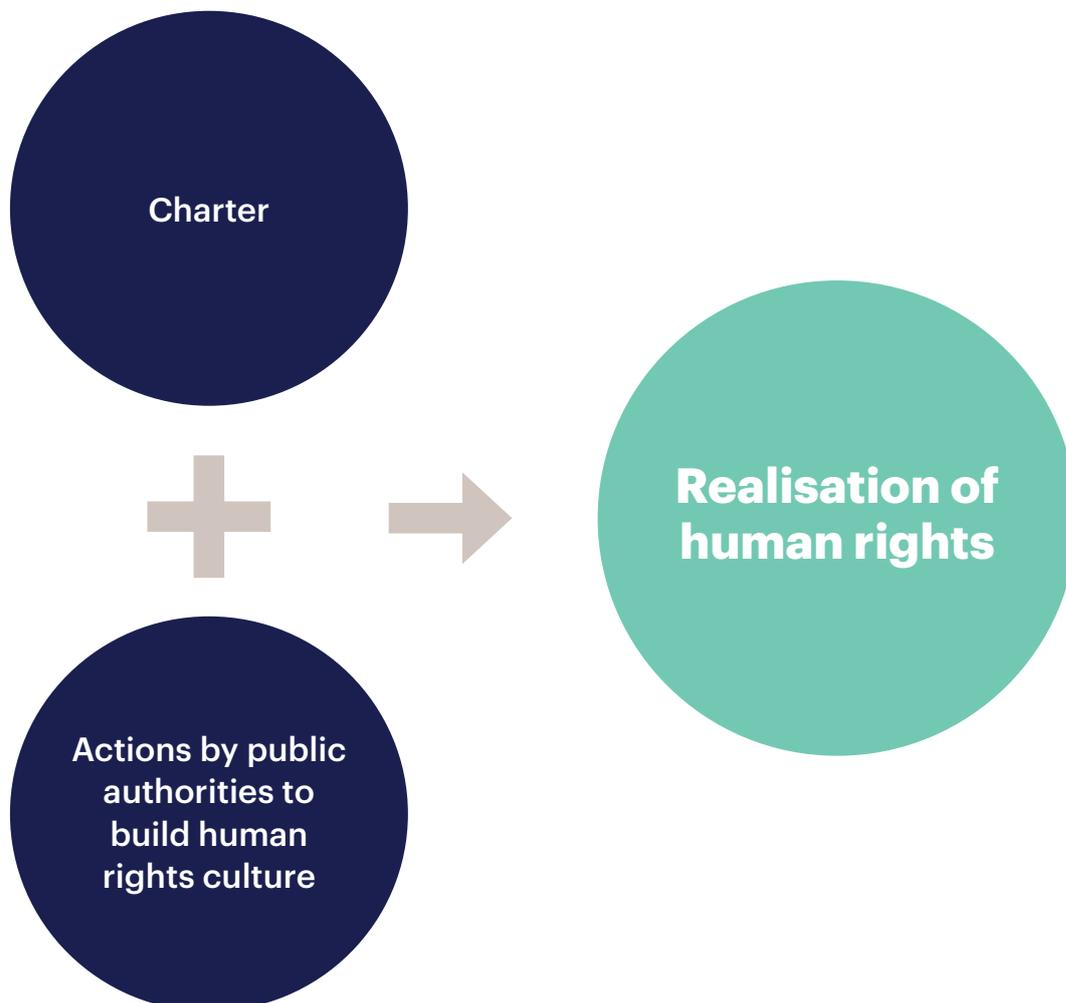 Charter
Realisation of
human rights
Actions by public
authorities to
build human
rights culture